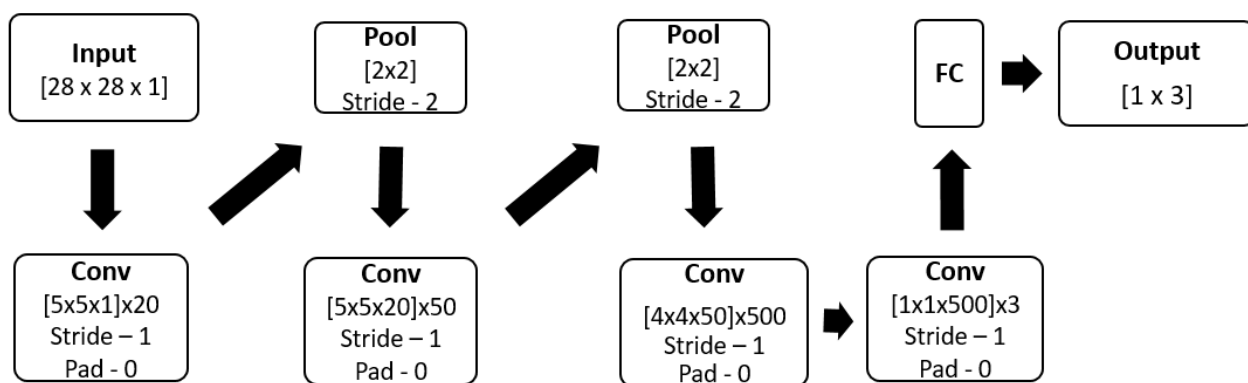 Input
[28 x 28 x 1]
Conv
[5x5x1]x20
Stride – 1
Pad - 0
Pool
[2x2]
Stride - 2
Conv
[5x5x20]x50
Stride – 1
Pad - 0
Pool
[2x2]
Stride - 2
Conv
[4x4x50]x500
Stride – 1
Pad - 0
Conv
[1x1x500]x3
Stride – 1
Pad - 0
FC
Output
[1 x 3]